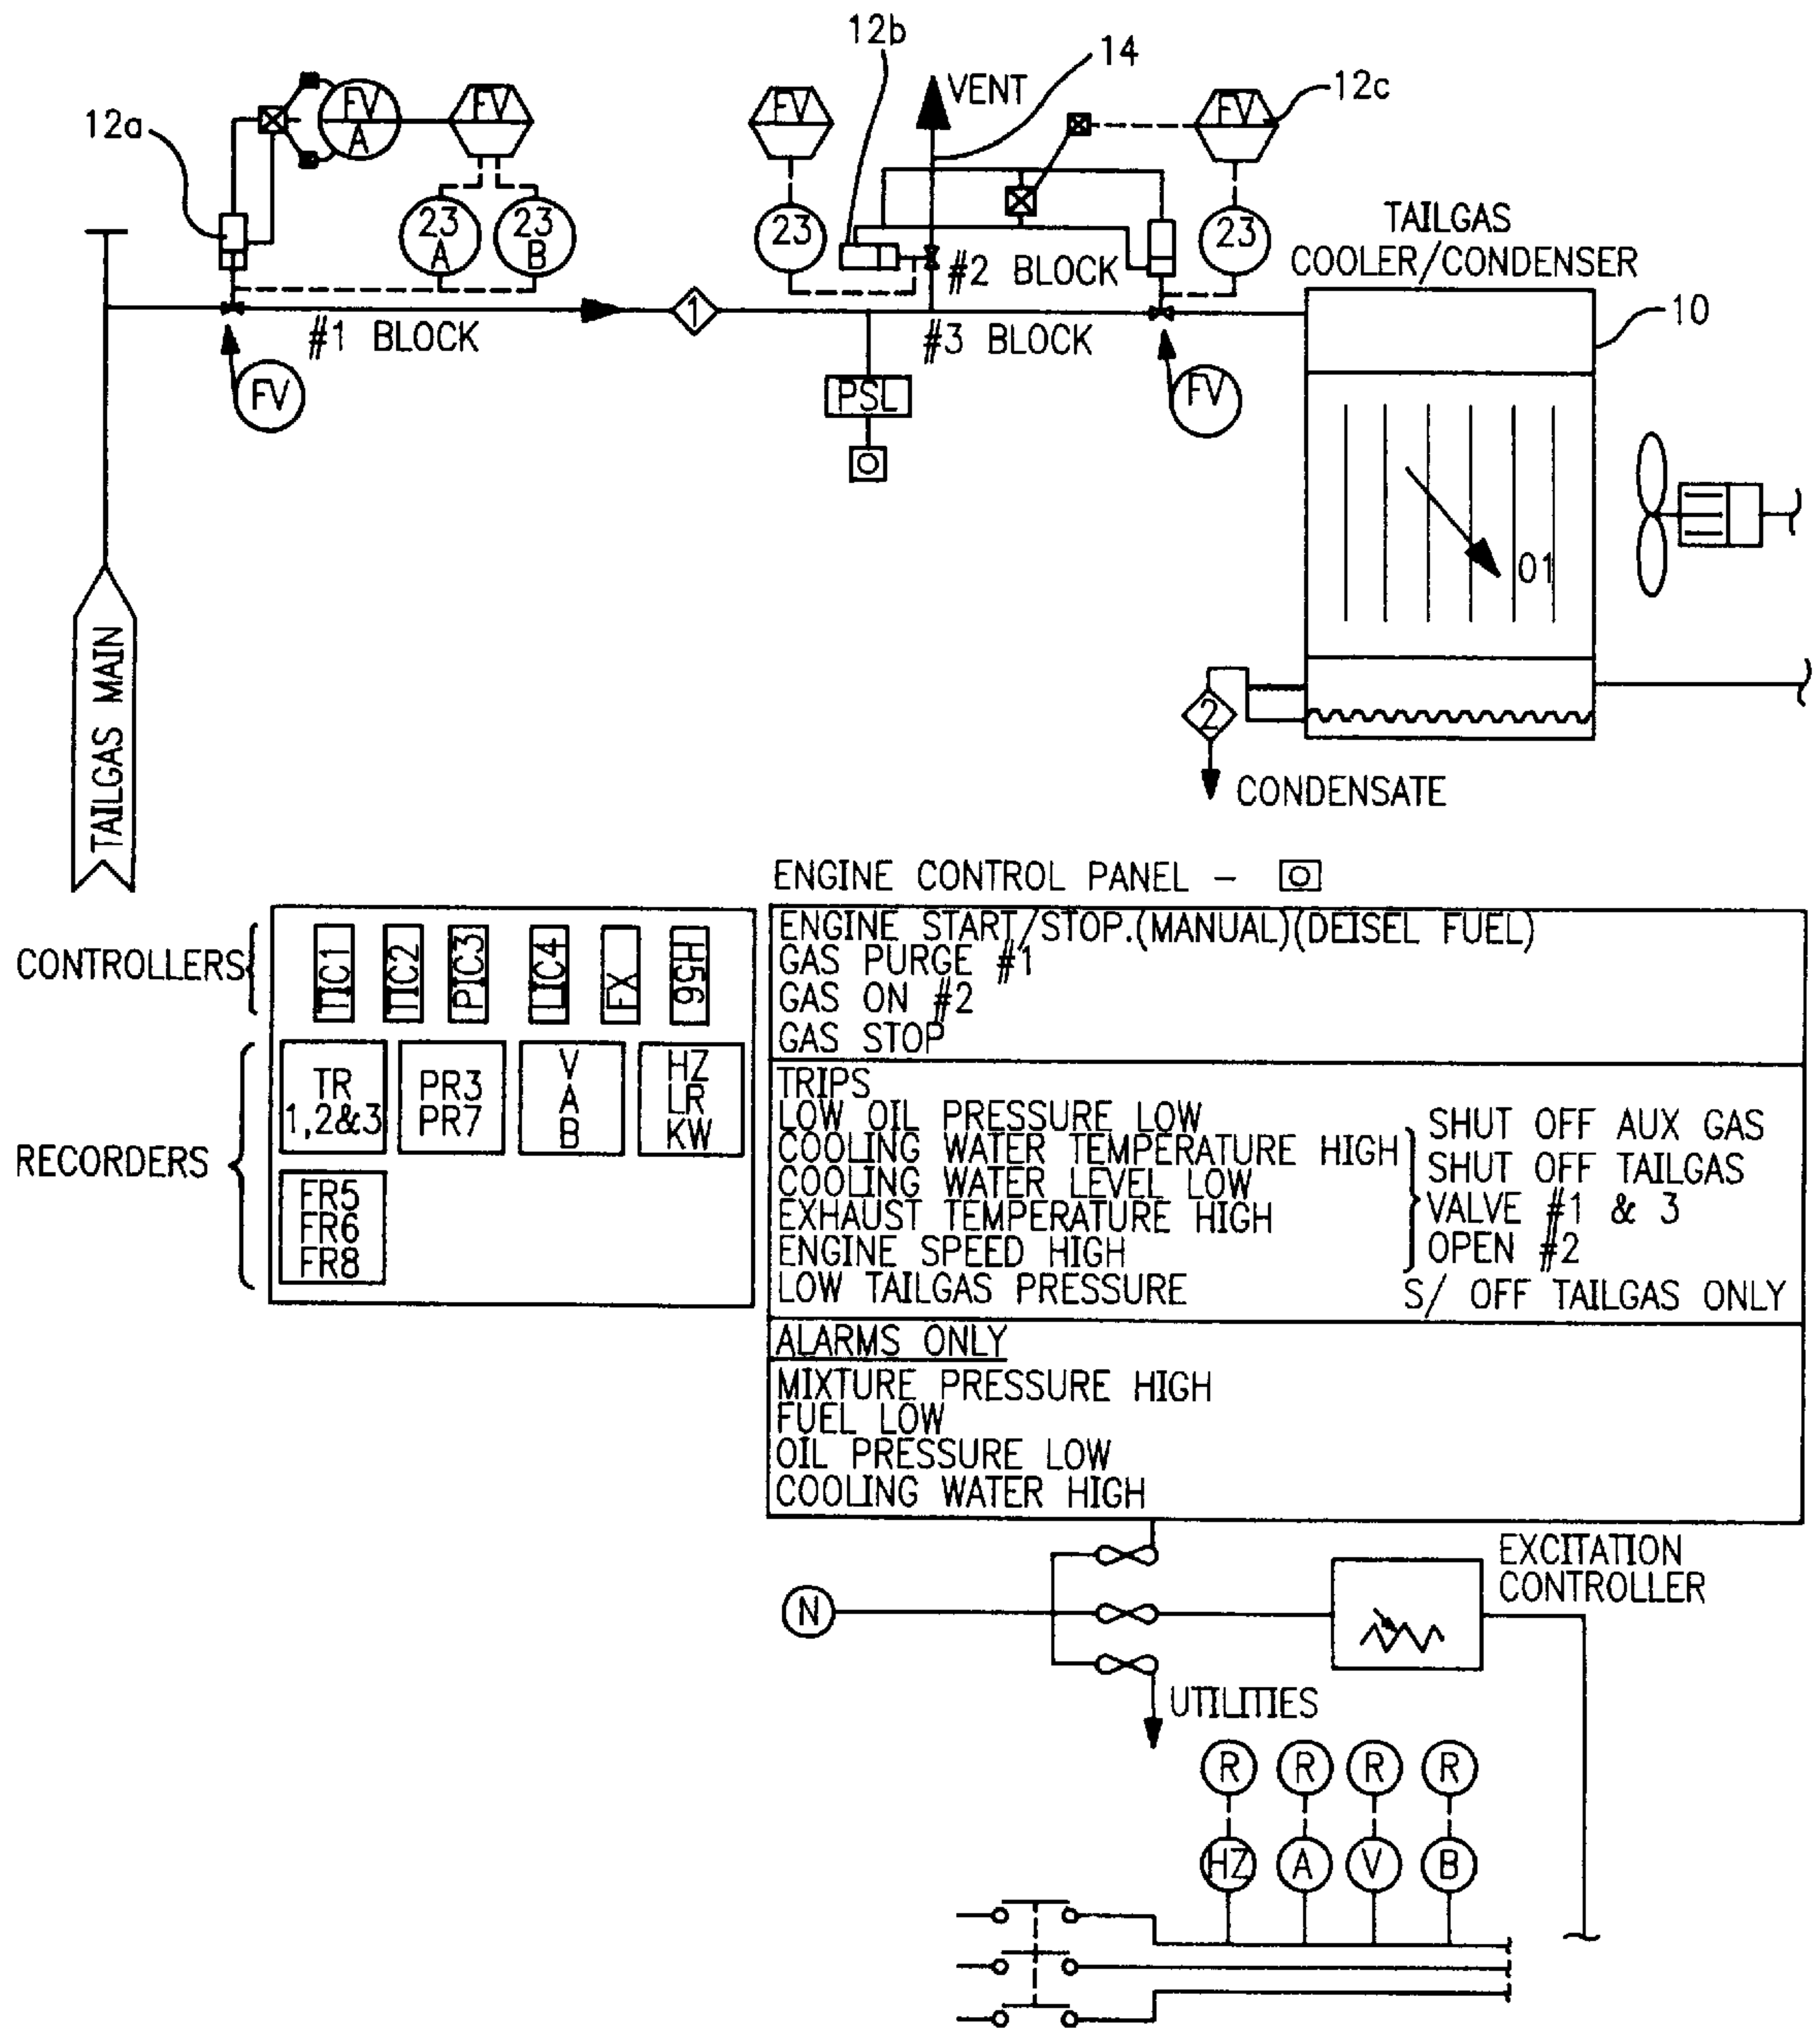 12b
14
12c
12a
VENT
FV
A
FV
FV
FV
23
A
23
B
23
23
TAILGAS
COOLER/CONDENSER
#2 BLOCK
10
1
#1 BLOCK
#3 BLOCK
FV
PSL
FV
O
01
TAILGAS MAIN
2
CONDENSATE
ENGINE CONTROL PANEL - O
CONTROLLERS
TIC1
TIC2
PIC3
LIC4
FX
H56
ENGINE START/STOP.(MANUAL)(DEISEL FUEL)
GAS PURGE #1
GAS ON #2
GAS STOP
RECORDERS
TR
1,2&3
PR3
PR7
V
A
B
HZ
LR
KW
FR5
FR6
FR8
TRIPS
LOW OIL PRESSURE LOW
COOLING WATER TEMPERATURE HIGH
COOLING WATER LEVEL LOW
EXHAUST TEMPERATURE HIGH
ENGINE SPEED HIGH
LOW TAILGAS PRESSURE
SHUT OFF AUX GAS
SHUT OFF TAILGAS
VALVE #1 & 3
OPEN #2
S/ OFF TAILGAS ONLY
ALARMS ONLY
MIXTURE PRESSURE HIGH
FUEL LOW
OIL PRESSURE LOW
COOLING WATER HIGH
EXCITATION
CONTROLLER
N
UTILITIES
R
R
R
R
HZ
A
V
B